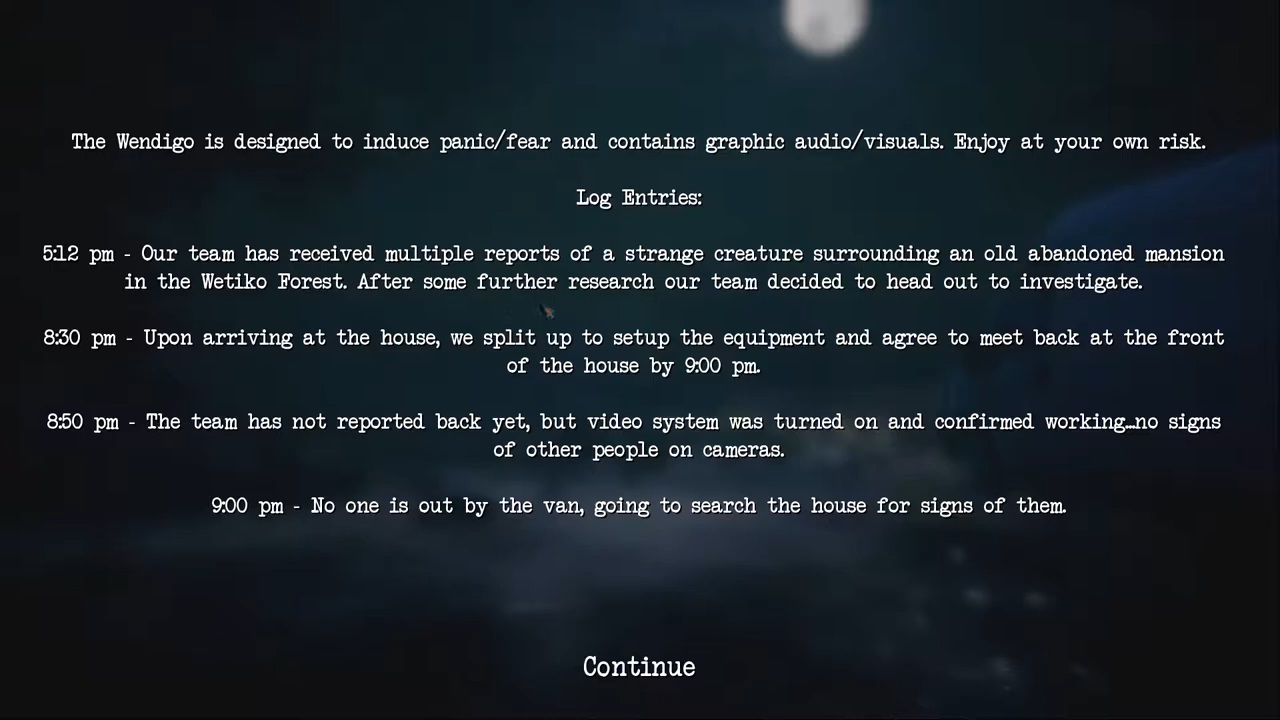 The Wendigo is designed to induce panic/fear and contains graphic audio/visuals. Enjoy at your own risk.
Log Entries:
5:12 pm - Our team has received multiple reports of a strange creature surrounding an old abandoned mansion
in the Wetiko Forest. After some further research our team decided to head out to investigate.
8:30 pm - Upon arriving at the house, we split up to setup the equipment and agree to meet back at the front
of the house by 9:00 pm.
8:50 pm - The team has not reported back yet, but video system was turned on and confirmed working...no signs
of other people on cameras.
9:00 pm - No one is out by the van, going to search the house for signs of them.
Continue